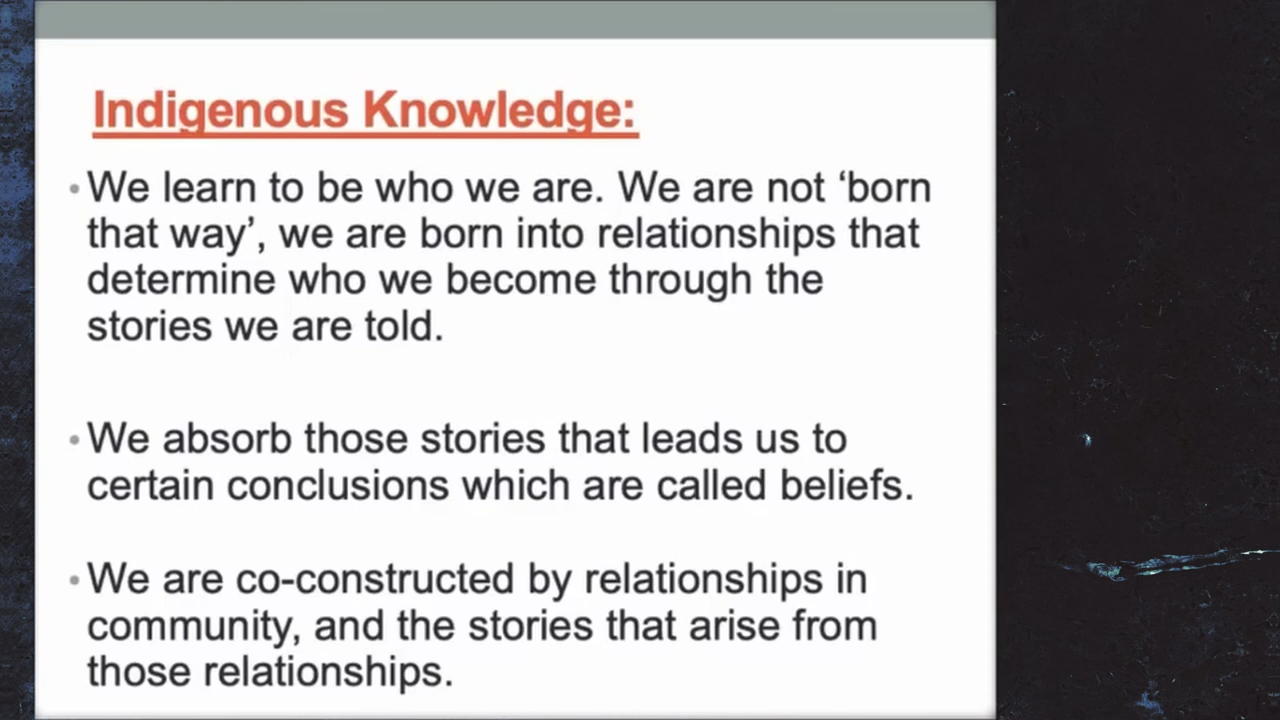 Indigenous Knowledge:
• We learn to be who we are. We are not ‘born
that way’, we are born into relationships that
determine who we become through the
stories we are told.
• We absorb those stories that leads us to
certain conclusions which are called beliefs.
• We are co-constructed by relationships in
community, and the stories that arise from
those relationships.